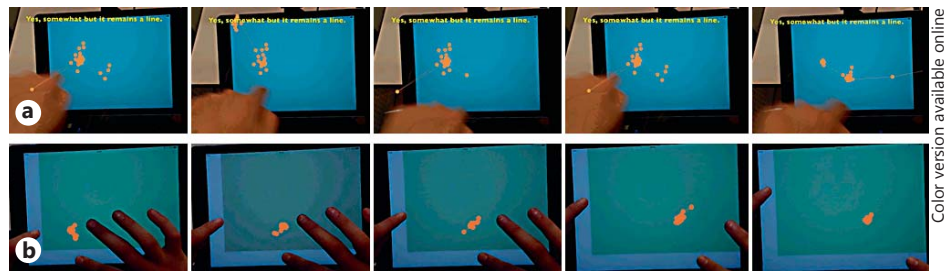 Yes, somewhat but it remains a line.
Yes, somewhat but it remains a line.
Yes, somewhat but it remains a line.
Yes, somewhat but it remains a line.
Yes, somewhat but it remains a line.
a
b
Color version available online